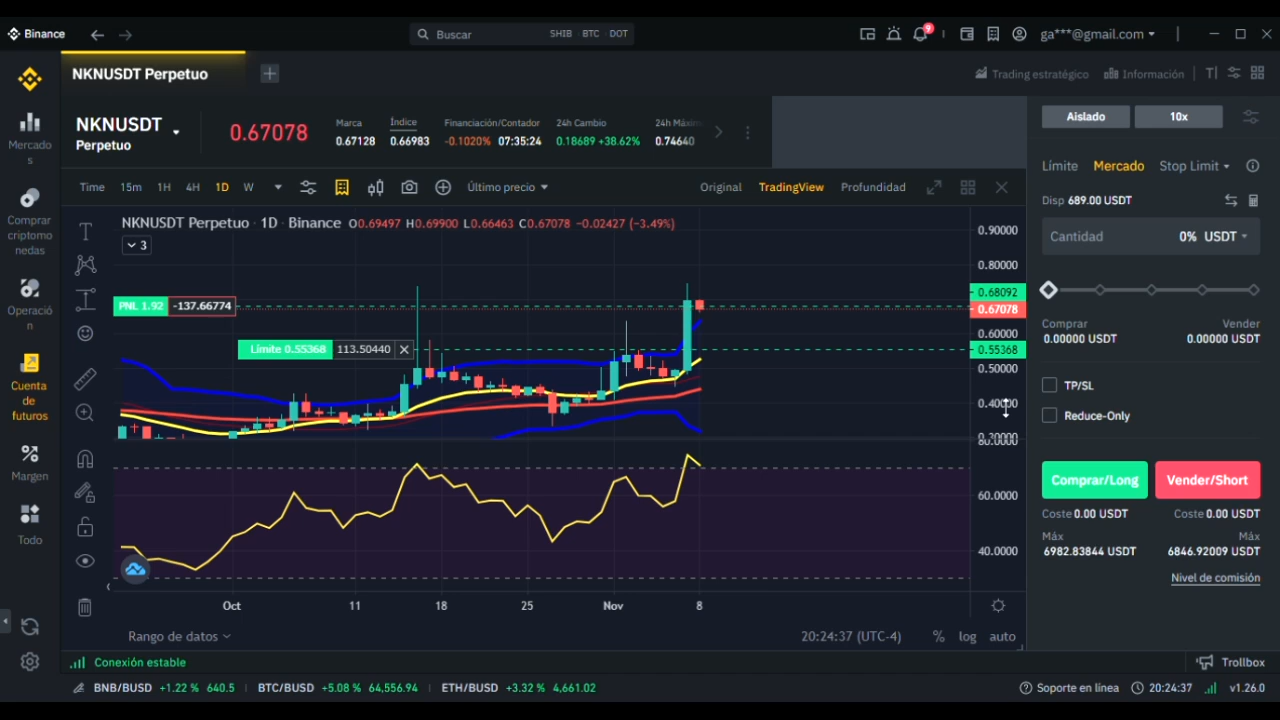 Binance
Buscar SHIB · BTC · DOT
9
ga***@gmail.com
NKNUSDT Perpetuo
Trading estratégico Información
NKNUSDT
Perpetuo
0.67078
Marca Índice Financiación/Contador 24h Cambio 24h Máxim
0.67128 0.66983 -0.1020% 07:35:24 0.18689 +38.62% 0.74640
Mercado
s
Comprar
criptomo
nedas
Operació
n
Cuenta
de
futuros
Margen
Todo
Time 15m 1H 4H 1D W Último precio Original TradingView Profundidad
NKNUSDT Perpetuo · 1D · Binance O0.69497 H0.69900 L0.66463 C0.67078 −0.02427 (−3.49%)
3
PNL 1.92 -137.66774
Límite 0.55368 113.50440
0.90000
0.80000
0.68092
0.67078
0.60000
0.55368
0.50000
0.40000
80.0000
60.0000
40.0000
Oct 11 18 25 Nov 8
Rango de datos 20:24:37 (UTC-4) % log auto
Aislado 10x
Límite Mercado Stop Limit
Disp 689.00 USDT
Cantidad 0% USDT
Comprar Vender
0.00000 USDT 0.00000 USDT
TP/SL
Reduce-Only
Comprar/Long Vender/Short
Coste 0.00 USDT Coste 0.00 USDT
Máx Máx
6982.83844 USDT 6846.92009 USDT
Nivel de comisión
Conexión estable Trollbox
BNB/BUSD +1.22 % 640.5 BTC/BUSD +5.08 % 64,556.94 ETH/BUSD +3.32 % 4,661.02 Soporte en línea 20:24:37 v1.26.0